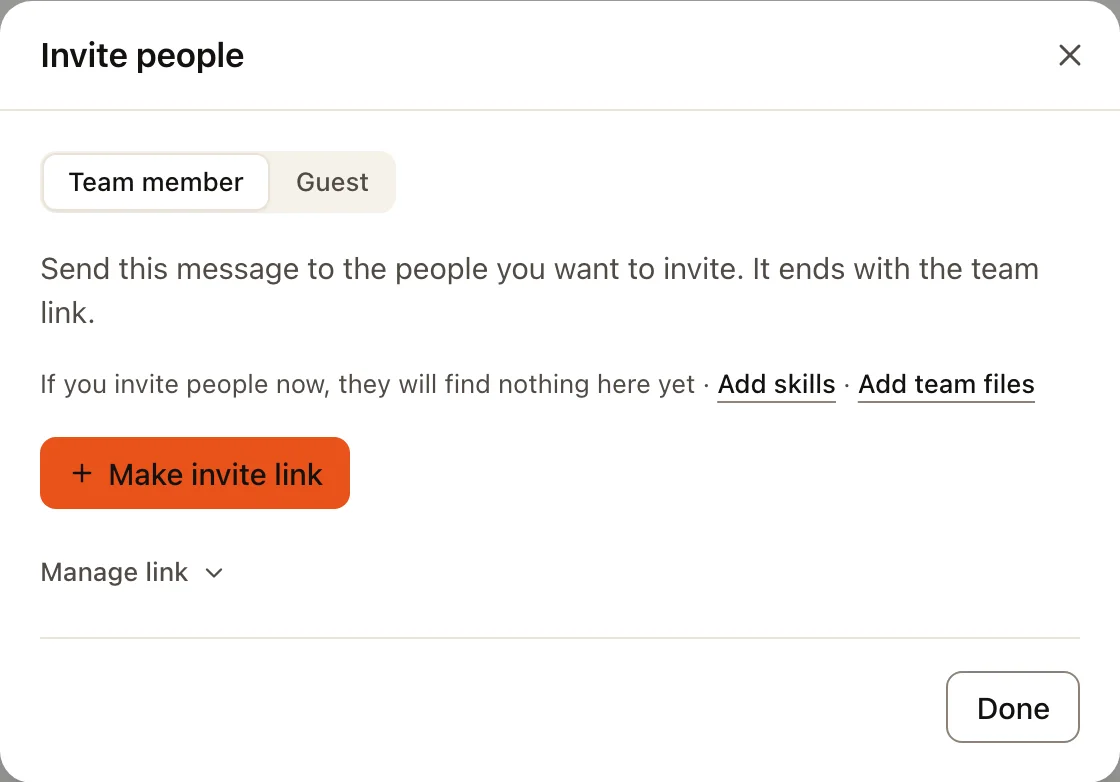 Invite people
Team member
Guest
Send this message to the people you want to invite. It ends with the team
link.
If you invite people now, they will find nothing here yet · Add skills · Add team files
+ Make invite link
Manage link
Done